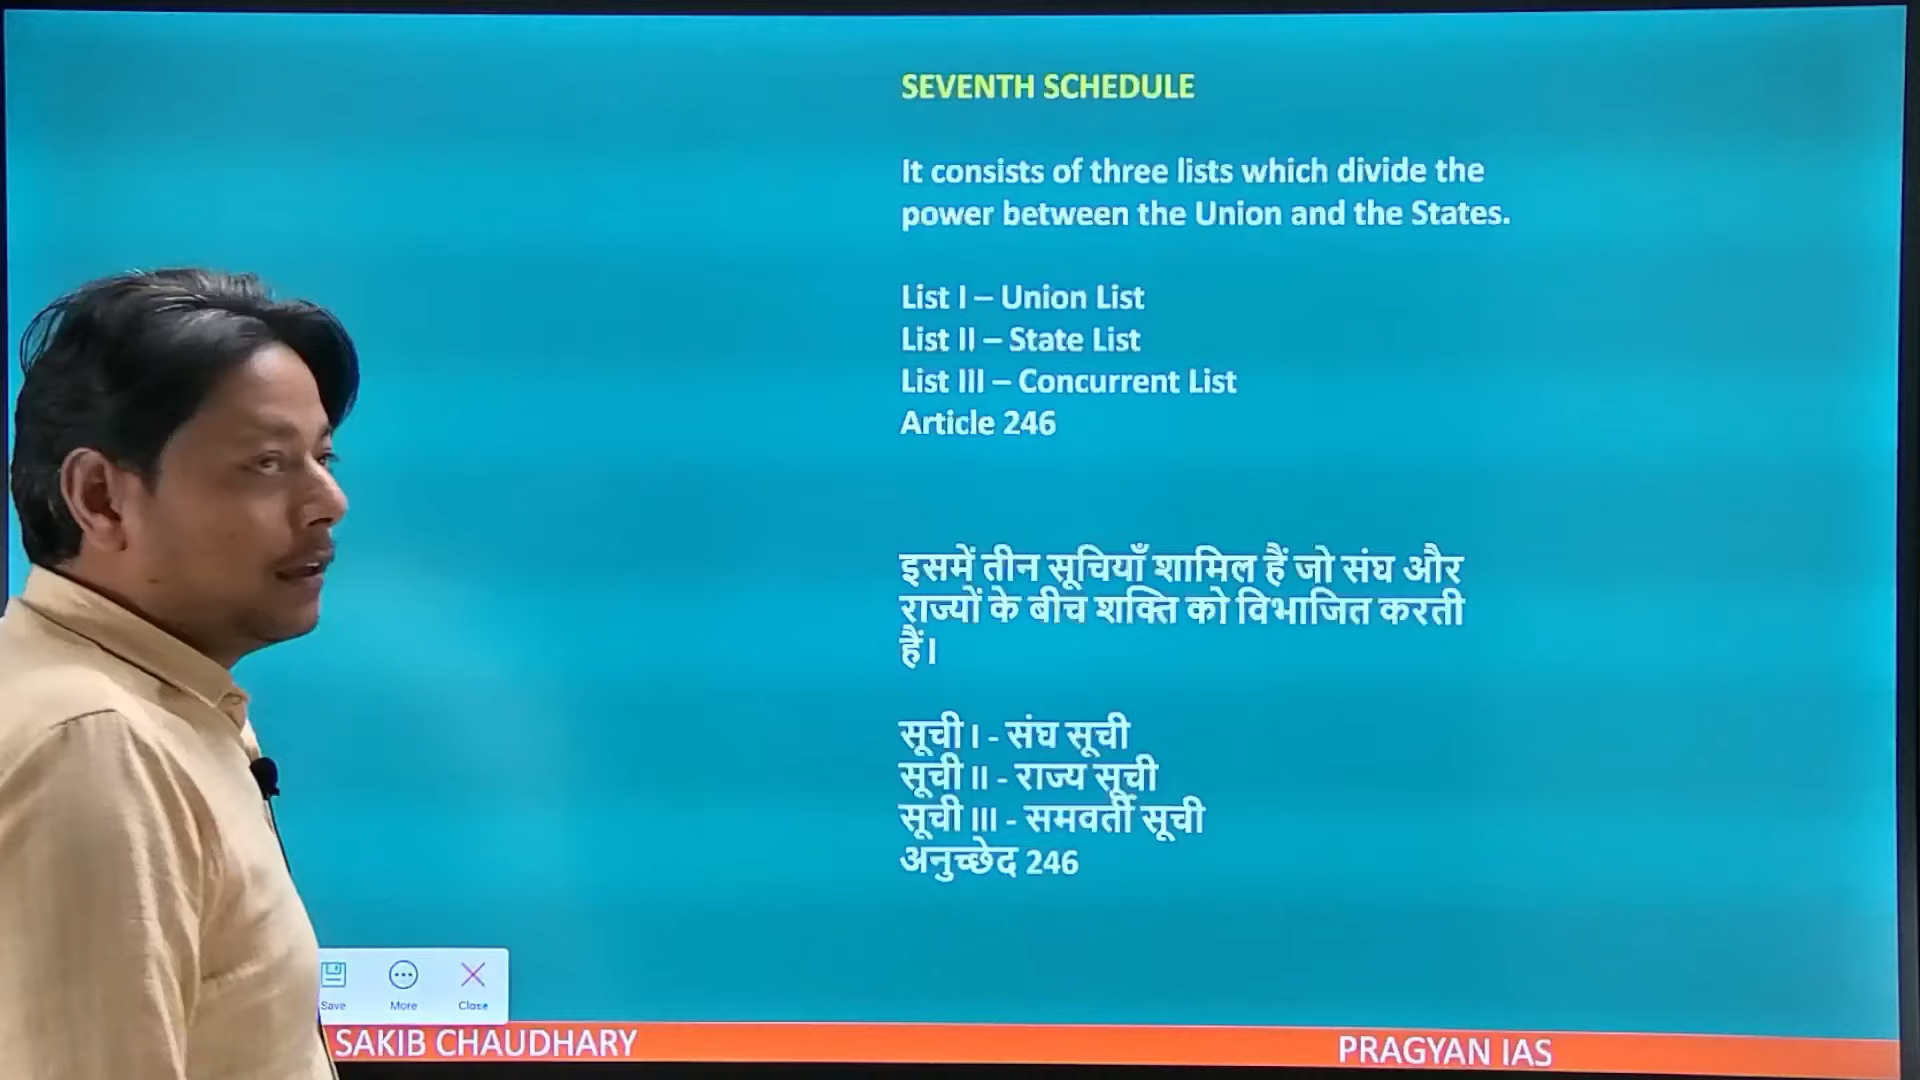 SEVENTH SCHEDULE
It consists of three lists which divide the
power between the Union and the States.
List I – Union List
List II – State List
List III – Concurrent List
Article 246
इसमें तीन सूचियाँ शामिल हैं जो संघ और
राज्यों के बीच शक्ति को विभाजित करती
हैं।
सूची I - संघ सूची
सूची II - राज्य सूची
सूची III - समवर्ती सूची
अनुच्छेद 246
Save More Close
SAKIB CHAUDHARY PRAGYAN IAS